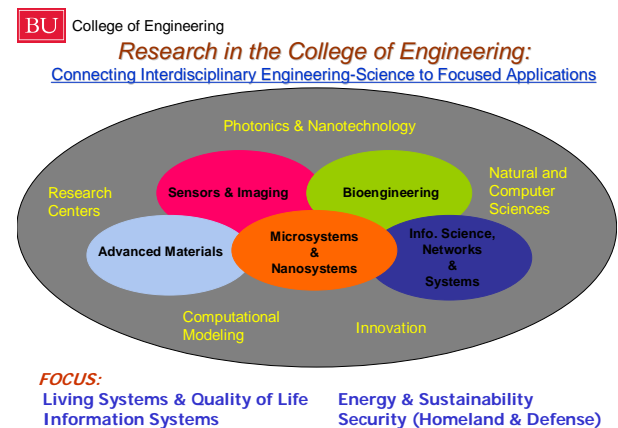 BU College of Engineering
Research in the College of Engineering:
Connecting Interdisciplinary Engineering-Science to Focused Applications
Photonics & Nanotechnology
Research
Centers
Sensors & Imaging
Bioengineering
Natural and
Computer
Sciences
Advanced Materials
Microsystems
&
Nanosystems
Info. Science,
Networks
&
Systems
Computational
Modeling
Innovation
FOCUS:
Living Systems & Quality of Life
Information Systems
Energy & Sustainability
Security (Homeland & Defense)